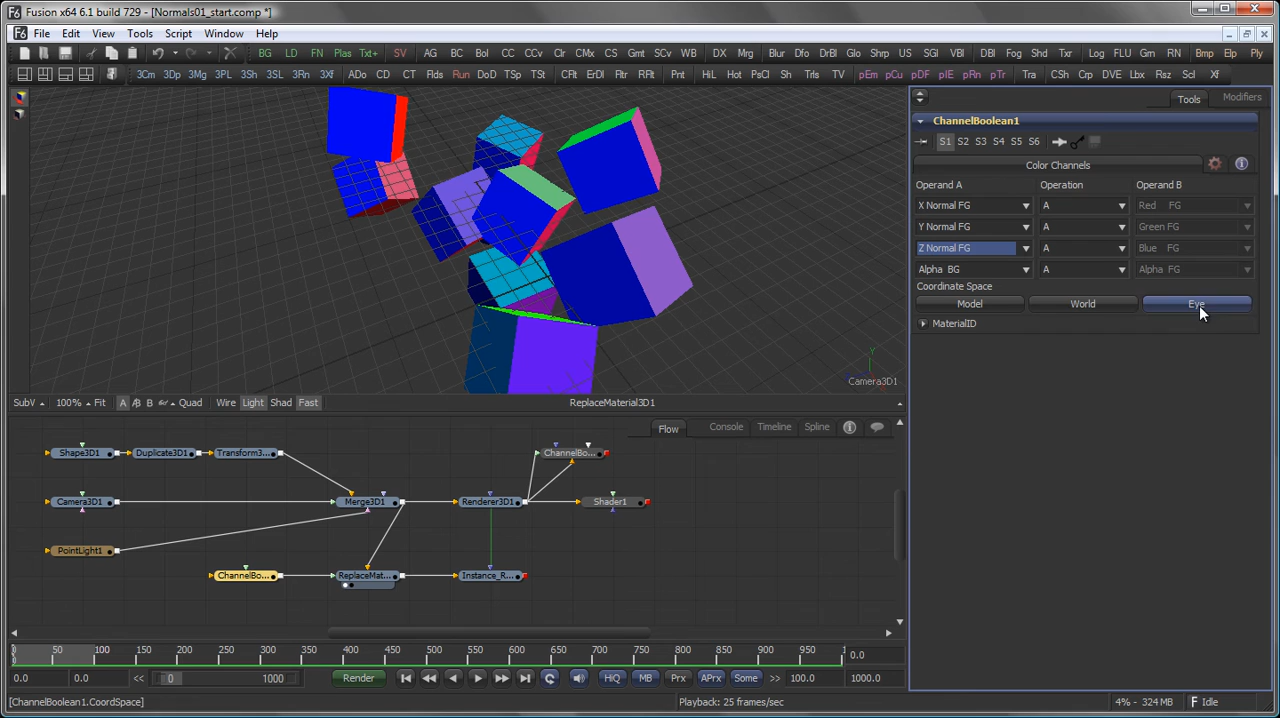 Fusion x64 6.1 build 729 - [Normals01_start.comp *]
File Edit View Tools Script Window Help
BG LD FN Plas Txt+ SV AG BC Bol CC Clr CMx CS Gmt SCv WB DX Mrg Blur Dfo DrBl Glo Shrp US SGl VBl DBl Fog Shd Txr Log FLU Gm RN Bmp Elp Ply
3Cm 3Dp 3Mg 3PL 3Sh 3SL 3Rn 3Xf ADo CD CT Flds Run DoD TSp TSt CFlt ErDl Fltr RFlt Pnt HiL Hot PzCl Sh Trls TV pEm pCu pDF pIE pRn pTr Tra CSh Crp DVE Lbx Rsz Scl Xf
Tools Modifiers
ChannelBoolean1
S1 S2 S3 S4 S5 S6
Color Channels
Operand A Operation Operand B
X Normal FG A Red FG
Y Normal FG A Green FG
Z Normal FG A Blue FG
Alpha BG A Alpha FG
Coordinate Space
Model World Eye
MaterialID
Y
Camera3D1
SubV 100% Fit A B Quad Wire Light Shad Fast ReplaceMaterial3D1
Flow Console Timeline Spline
Shape3D1 Duplicate3D1 Transform3... ChannelBo...
Camera3D1 Merge3D1 Renderer3D1 Shader1
PointLight1
ChannelBo... ReplaceMat... Instance_R...
0 50 100 150 200 250 300 350 400 450 500 550 600 650 700 750 800 850 900 950 1 0.0
0.0 0.0 << 0 1000 Render HiQ MB Prx APrx Some >> 100.0 1000.0
[ChannelBoolean1.CoordSpace] Playback: 25 frames/sec 4% - 324 MB Idle